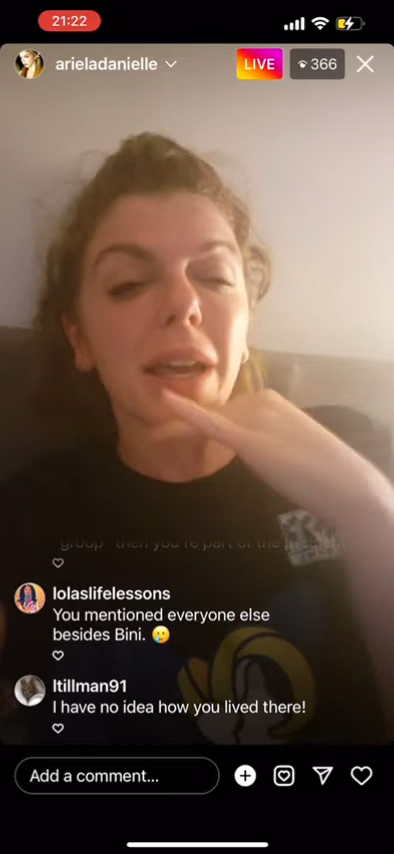 21:22
arieladanielle
LIVE
366
group" then you're part of the
lolaslifelessons
You mentioned everyone else
besides Bini. 🥲
ltillman91
I have no idea how you lived there!
Add a comment...